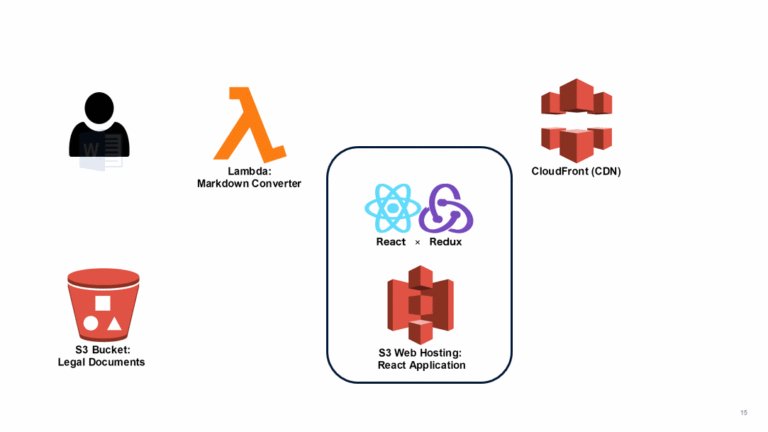 W
Lambda:
Markdown Converter
CloudFront (CDN)
React × Redux
S3 Bucket:
Legal Documents
S3 Web Hosting:
React Application
15